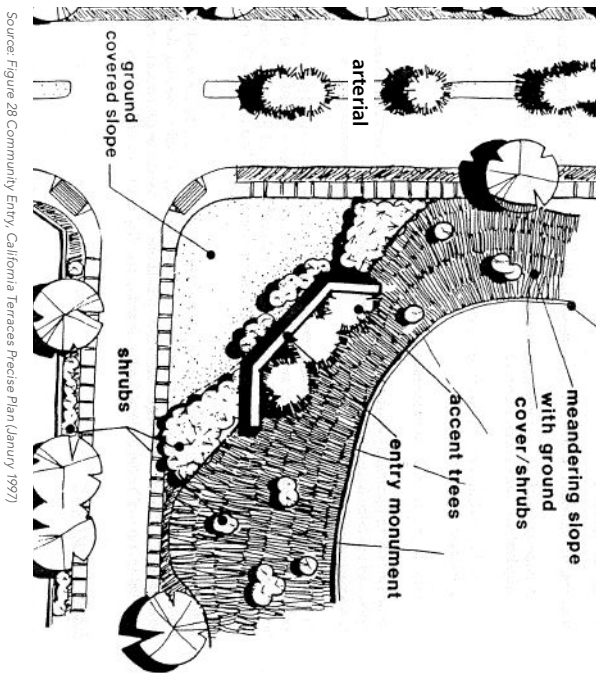 ground
covered slope
arterial
shrubs
meandering slope
with ground
cover/shrubs
accent trees
entry monument
Source: Figure 28 Community Entry, California Terraces Precise Plan (Janury 1997)